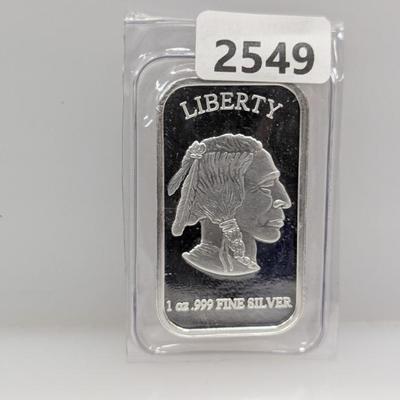 2549
LIBERTY
1 oz .999 FINE SILVER